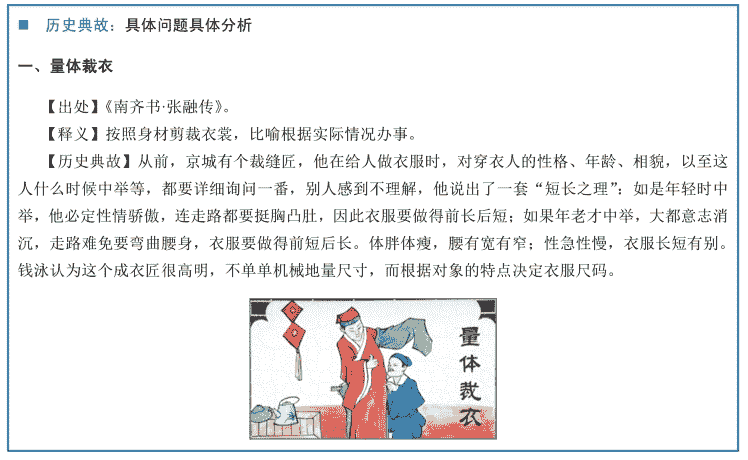 ■ 历史典故：具体问题具体分析
一、量体裁衣
【出处】《南齐书·张融传》。
【释义】按照身材剪裁衣裳，比喻根据实际情况办事。
【历史典故】从前，京城有个裁缝匠，他在给人做衣服时，对穿衣人的性格、年龄、相貌，以至这
人什么时候中举等，都要详细询问一番，别人感到不理解，他说出了一套“短长之理”：如是年轻时中
举，他必定性情骄傲，连走路都要挺胸凸肚，因此衣服要做得前长后短；如果年老才中举，大都意志消
沉，走路难免要弯曲腰身，衣服要做得前短后长。体胖体瘦，腰有宽有窄；性急性慢，衣服长短有别。
钱泳认为这个成衣匠很高明，不单单机械地量尺寸，而根据对象的特点决定衣服尺码。
量体裁衣